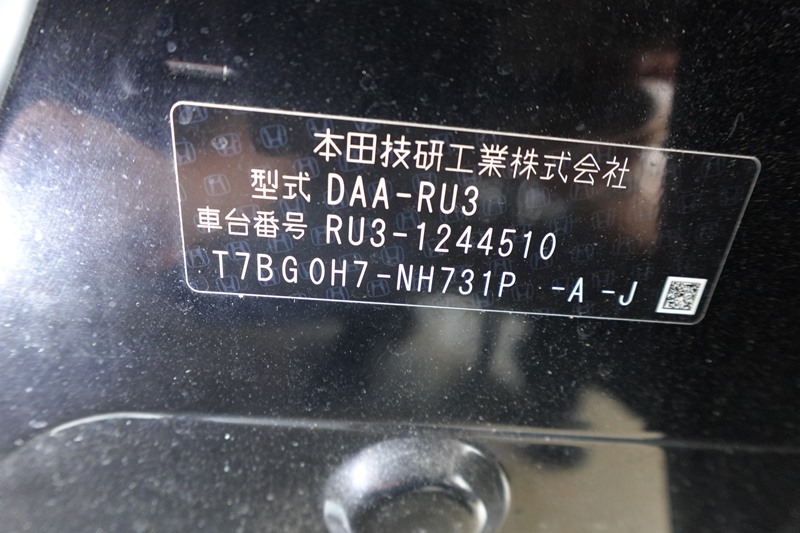 本田技研工業株式会社
型式 DAA-RU3
車台番号 RU3-1244510
T7BG0H7-NH731P -A -J